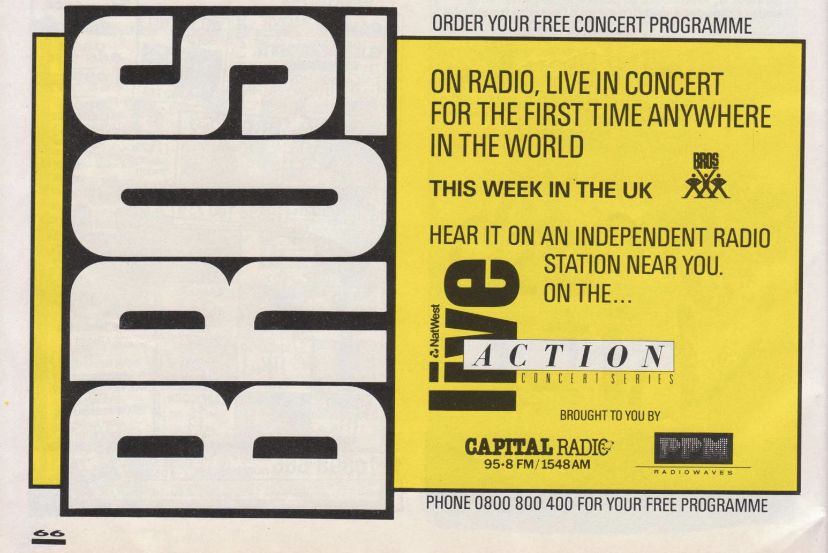 BROS!
ORDER YOUR FREE CONCERT PROGRAMME
ON RADIO, LIVE IN CONCERT
FOR THE FIRST TIME ANYWHERE
IN THE WORLD
THIS WEEK IN THE UK
BROS
HEAR IT ON AN INDEPENDENT RADIO
STATION NEAR YOU.
ON THE...
NatWest
live
ACTION
CONCERT SERIES
BROUGHT TO YOU BY
CAPITAL RADIO
95·8 FM/1548 AM
PPM
RADIOWAVES
PHONE 0800 800 400 FOR YOUR FREE PROGRAMME
66